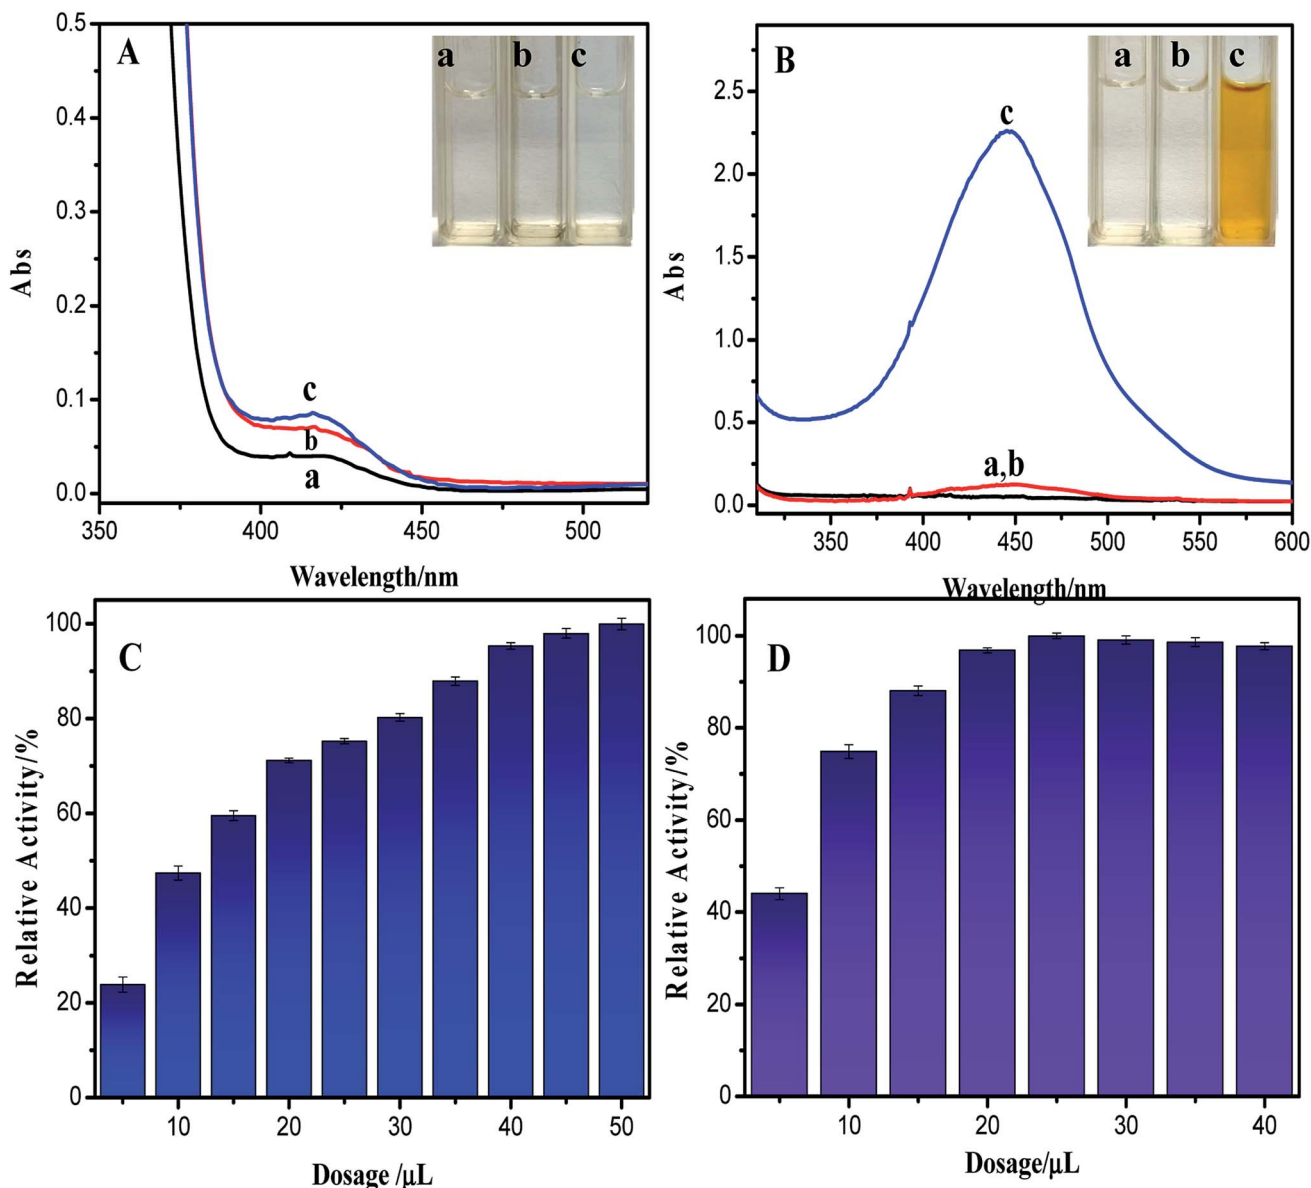 A
a b c
0.5
0.4
0.3
0.2
0.1
0.0
Abs
c
b
a
350 400 450 500
Wavelength/nm
B
a b c
2.5
2.0
1.5
1.0
0.5
0.0
Abs
c
a,b
350 400 450 500 550 600
Wavelength/nm
C
100
80
60
40
20
0
Relative Activity/%
10 20 30 40 50
Dosage /μL
D
100
80
60
40
20
0
Relative Activity/%
10 20 30 40
Dosage/μL